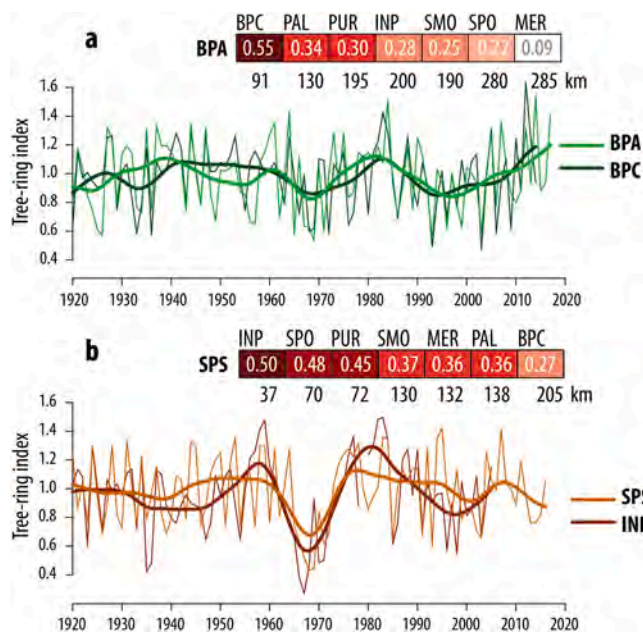 a
BPC PAL PUR INP SMO SPO MER
BPA 0.55 0.34 0.30 0.28 0.25 0.22 0.09
91 130 195 200 190 280 285 km
Tree-ring index
1.6
1.4
1.2
1.0
0.8
0.6
0.4
BPA
BPC
1920 1930 1940 1950 1960 1970 1980 1990 2000 2010 2020
b
INP SPO PUR SMO MER PAL BPC
SPS 0.50 0.48 0.45 0.37 0.36 0.36 0.27
37 70 72 130 132 138 205 km
Tree-ring index
1.6
1.4
1.2
1.0
0.8
0.6
0.4
SPS
INP
1920 1930 1940 1950 1960 1970 1980 1990 2000 2010 2020